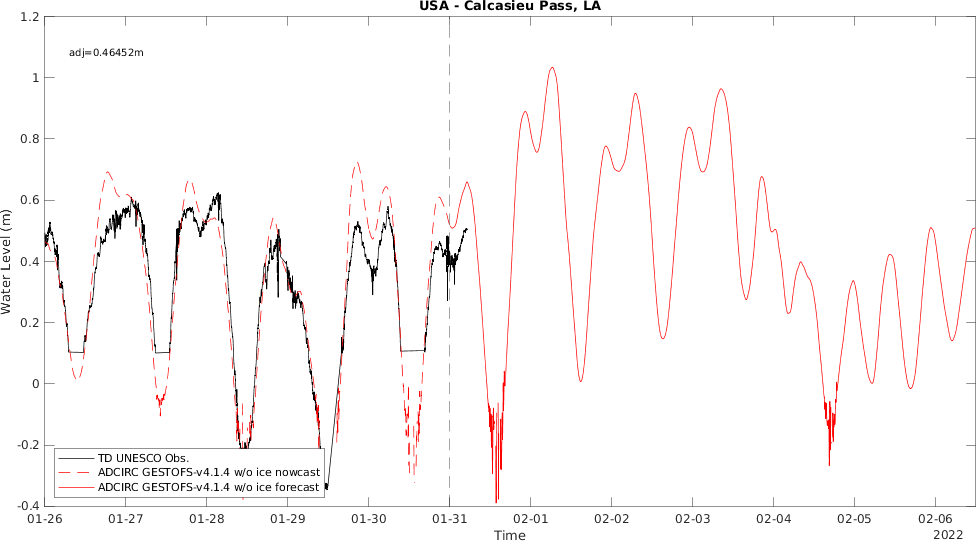 USA - Calcasieu Pass, LA
adj=0.46452m
1.2
1
0.8
0.6
0.4
0.2
0
-0.2
-0.4
Water Level (m)
TD UNESCO Obs.
ADCIRC GESTOFS-v4.1.4 w/o ice nowcast
ADCIRC GESTOFS-v4.1.4 w/o ice forecast
01-26 01-27 01-28 01-29 01-30 01-31 02-01 02-02 02-03 02-04 02-05 02-06
Time
2022